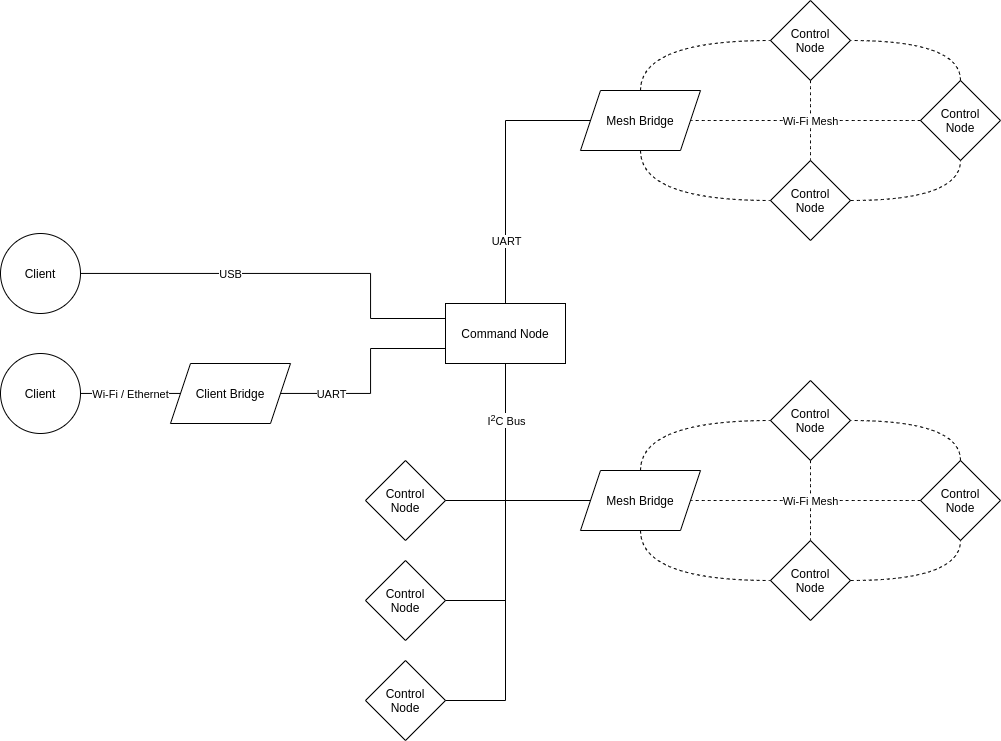 Control
Node
Mesh Bridge
Wi-Fi Mesh
Control
Node
Control
Node
UART
Client
USB
Command Node
Client
Wi-Fi / Ethernet
Client Bridge
UART
I²C Bus
Control
Node
Control
Node
Mesh Bridge
Wi-Fi Mesh
Control
Node
Control
Node
Control
Node
Control
Node